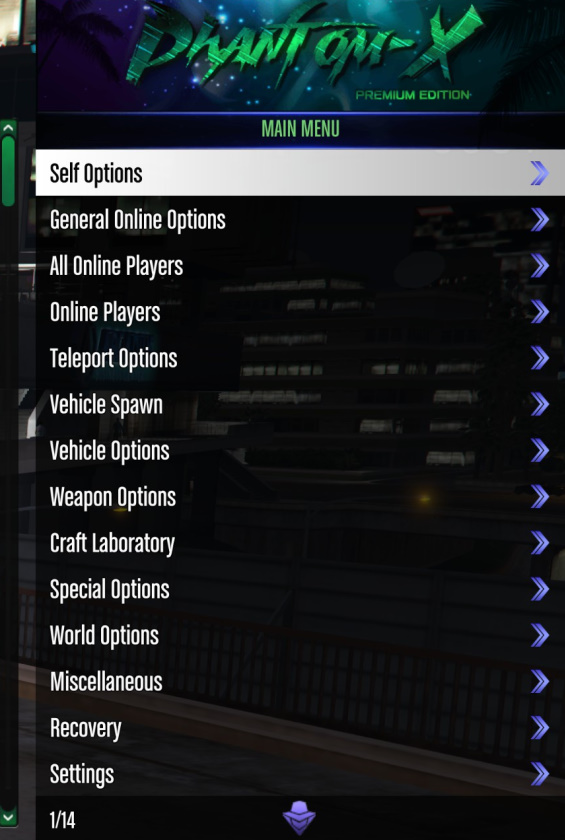 PHANTOM-X
PREMIUM EDITION
MAIN MENU
Self Options
General Online Options
All Online Players
Online Players
Teleport Options
Vehicle Spawn
Vehicle Options
Weapon Options
Craft Laboratory
Special Options
World Options
Miscellaneous
Recovery
Settings
1/14